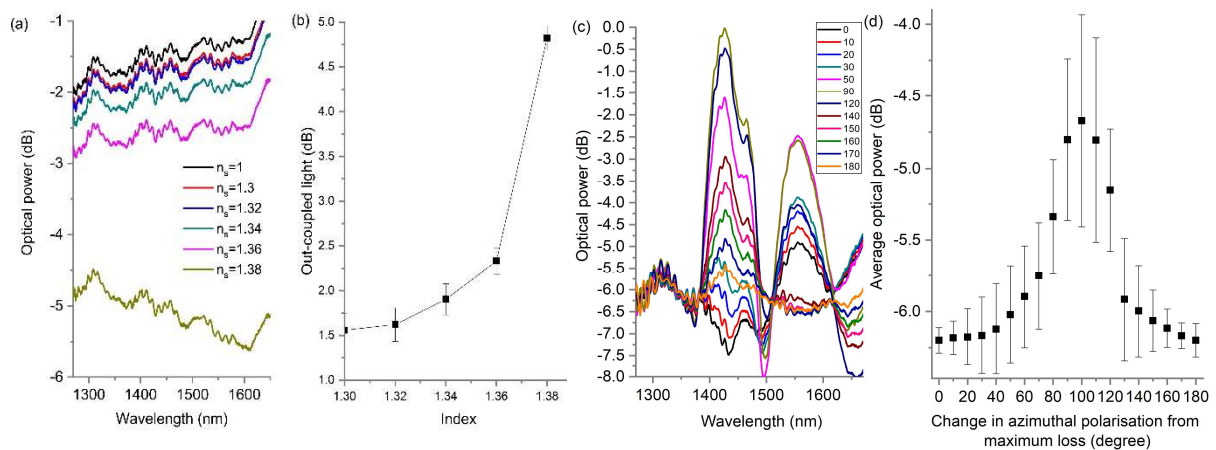 (a)
-1
-2
-3
-4
-5
-6
Optical power (dB)
1300 1400 1500 1600
Wavelength (nm)
nₛ=1
nₛ=1.3
nₛ=1.32
nₛ=1.34
nₛ=1.36
nₛ=1.38
(b)
5.0
4.5
4.0
3.5
3.0
2.5
2.0
1.5
1.0
Out-coupled light (dB)
1.30 1.32 1.34 1.36 1.38
Index
(c)
0.0
-0.5
-1.0
-1.5
-2.0
-2.5
-3.0
-3.5
-4.0
-4.5
-5.0
-5.5
-6.0
-6.5
-7.0
-7.5
-8.0
Optical power (dB)
1300 1400 1500 1600
Wavelength (nm)
0
10
20
30
50
90
120
140
150
160
170
180
(d)
-4.0
-4.5
-5.0
-5.5
-6.0
Average optical power (dB)
0 20 40 60 80 100 120 140 160 180
Change in azimuthal polarisation from
maximum loss (degree)